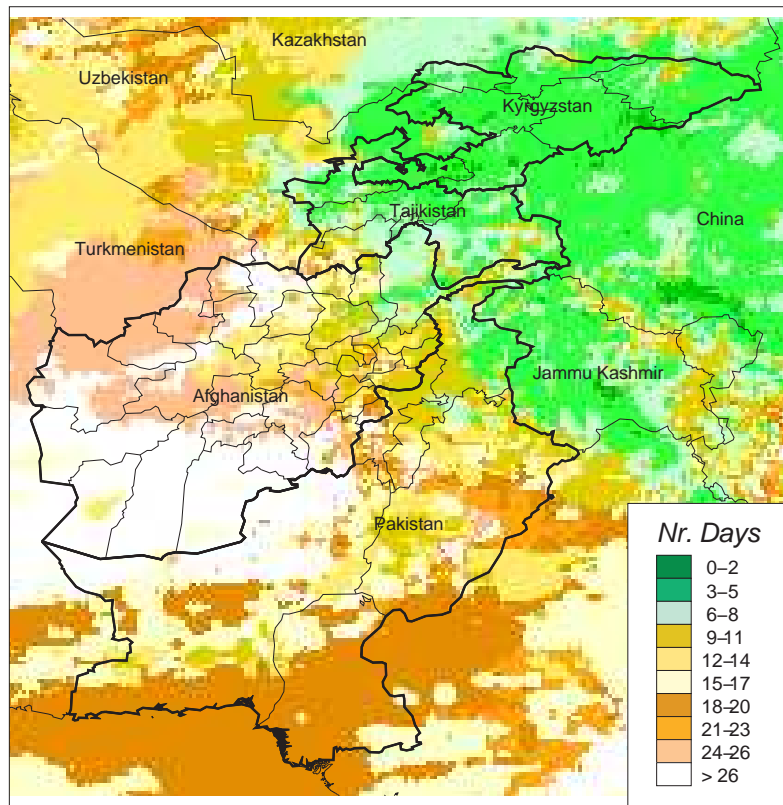 Kazakhstan
Uzbekistan
Kyrgyzstan
Tajikistan
China
Turkmenistan
Jammu Kashmir
Afghanistan
Pakistan
Nr. Days
0–2
3–5
6–8
9–11
12–14
15–17
18–20
21–23
24–26
> 26